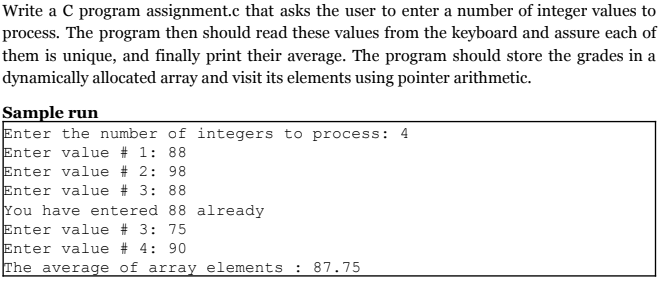 Write a C program assignment.c that asks the user to enter a number of integer values to
process. The program then should read these values from the keyboard and assure each of
them is unique, and finally print their average. The program should store the grades in a
dynamically allocated array and visit its elements using pointer arithmetic.
Sample run
Enter the number of integers to process: 4
Enter value # 1: 88
Enter value # 2: 98
Enter value # 3: 88
You have entered 88 already
Enter value # 3: 75
Enter value # 4: 90
The average of array elements : 87.75